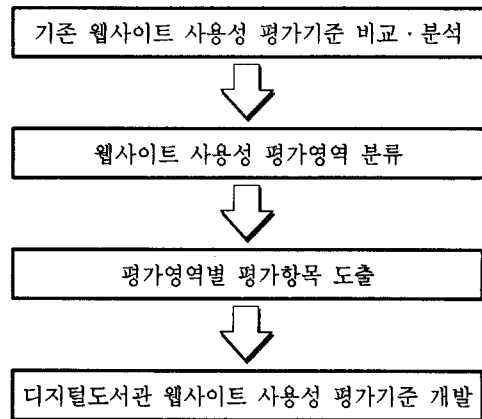 기존 웹사이트 사용성 평가기준 비교·분석
웹사이트 사용성 평가영역 분류
평가영역별 평가항목 도출
디지털도서관 웹사이트 사용성 평가기준 개발